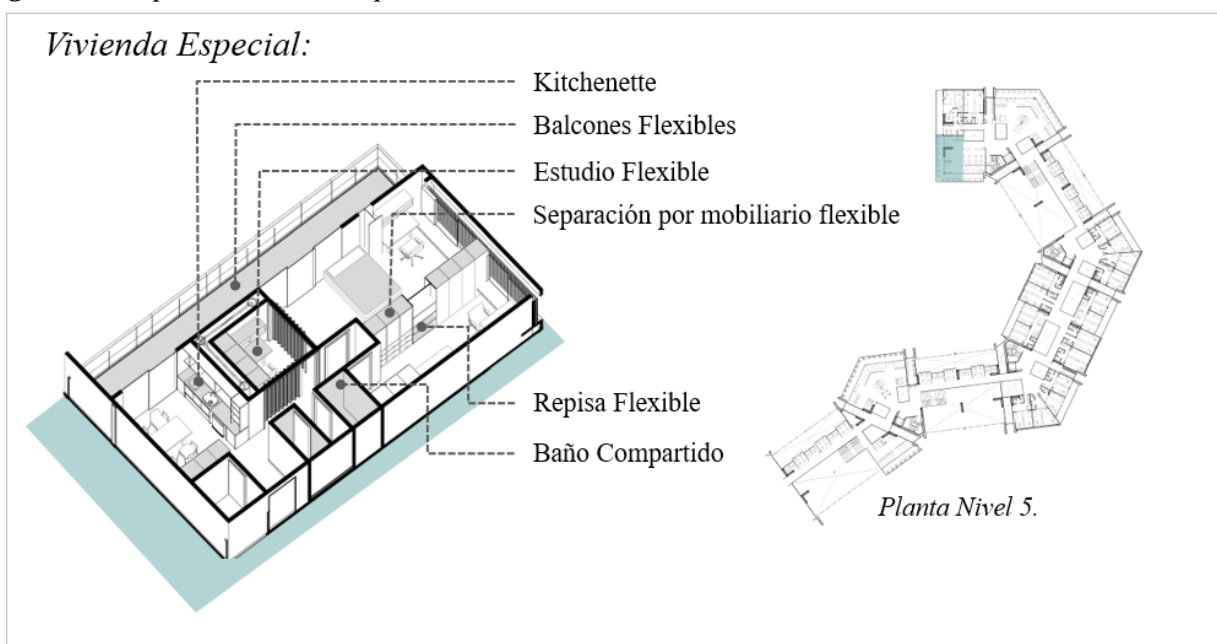 Vivienda Especial:
Kitchenette
Balcones Flexibles
Estudio Flexible
Separación por mobiliario flexible
Repisa Flexible
Baño Compartido
Planta Nivel 5.